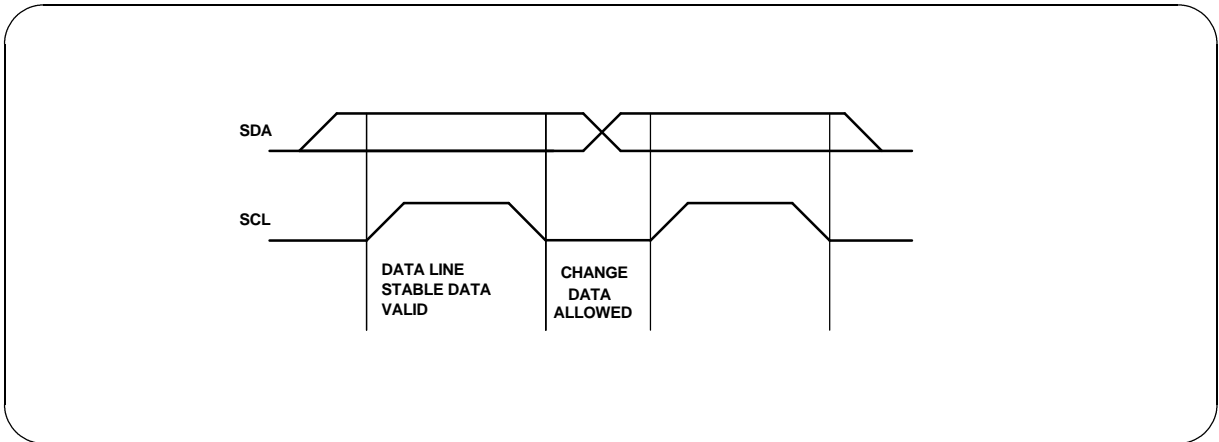 SDA
SCL
DATA LINE
STABLE DATA
VALID
CHANGE
DATA
ALLOWED